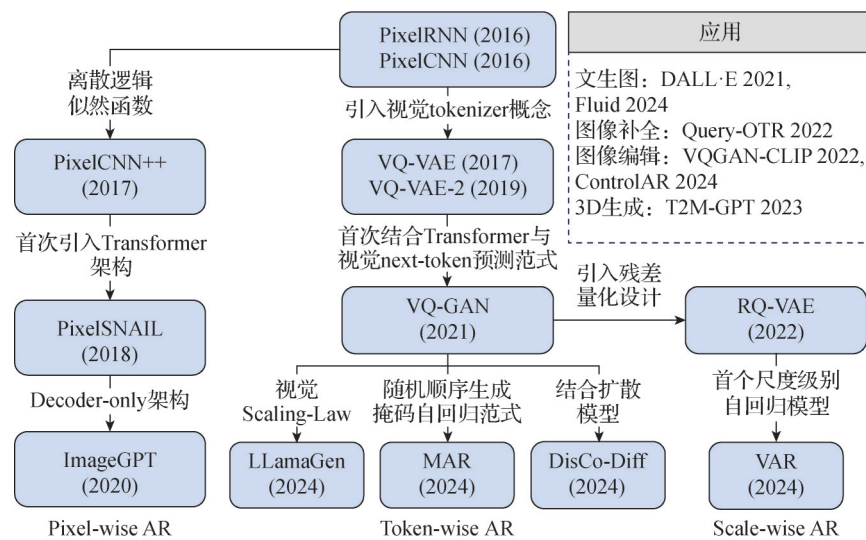 PixelRNN (2016)
PixelCNN (2016)
离散逻辑
似然函数
引入视觉tokenizer概念
PixelCNN++
(2017)
VQ-VAE (2017)
VQ-VAE-2 (2019)
首次引入Transformer
架构
首次结合Transformer与
视觉next-token预测范式
PixelSNAIL
(2018)
VQ-GAN
(2021)
引入残差
量化设计
RQ-VAE
(2022)
Decoder-only架构
视觉
Scaling-Law
随机顺序生成
掩码自回归范式
结合扩散
模型
首个尺度级别
自回归模型
ImageGPT
(2020)
LLamaGen
(2024)
MAR
(2024)
DisCo-Diff
(2024)
VAR
(2024)
Pixel-wise AR
Token-wise AR
Scale-wise AR
应用
文生图：DALL·E 2021,
Fluid 2024
图像补全：Query-OTR 2022
图像编辑：VQGAN-CLIP 2022,
ControlAR 2024
3D生成：T2M-GPT 2023